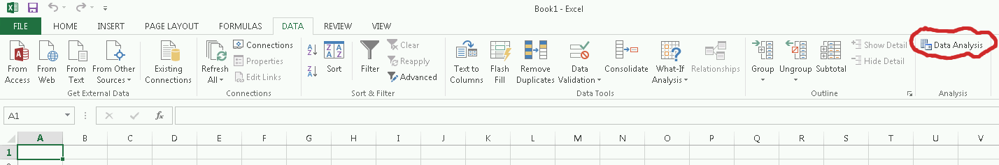 Book1 - Excel
FILE HOME INSERT PAGE LAYOUT FORMULAS DATA REVIEW VIEW
From Access
From Web
From Text
From Other Sources
Existing Connections
Get External Data
Refresh All
Connections
Properties
Edit Links
Connections
A Z
Z A
Z A A Z
Sort
Filter
Clear
Reapply
Advanced
Sort & Filter
Text to Columns
Flash Fill
Remove Duplicates
Data Validation
Consolidate
What-If Analysis
Relationships
Data Tools
Group
Ungroup
Subtotal
Show Detail
Hide Detail
Outline
Data Analysis
Analysis
A1
fx
A B C D E F G H I J K L M N O P Q R S T U V
1